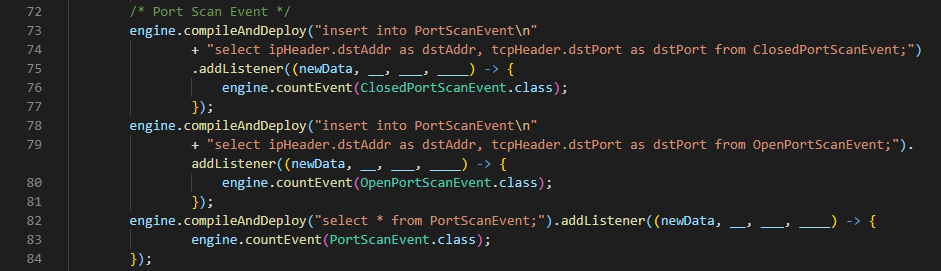 72 /* Port Scan Event */
73 engine.compileAndDeploy("insert into PortScanEvent\n"
74 + "select ipHeader.dstAddr as dstAddr, tcpHeader.dstPort as dstPort from ClosedPortScanEvent;")
75 .addListener((newData, __, ___, ____) -> {
76 engine.countEvent(ClosedPortScanEvent.class);
77 });
78 engine.compileAndDeploy("insert into PortScanEvent\n"
79 + "select ipHeader.dstAddr as dstAddr, tcpHeader.dstPort as dstPort from OpenPortScanEvent;").
addListener((newData, __, ___, ____) -> {
80 engine.countEvent(OpenPortScanEvent.class);
81 });
82 engine.compileAndDeploy("select * from PortScanEvent;").addListener((newData, __, ___, ____) -> {
83 engine.countEvent(PortScanEvent.class);
84 });